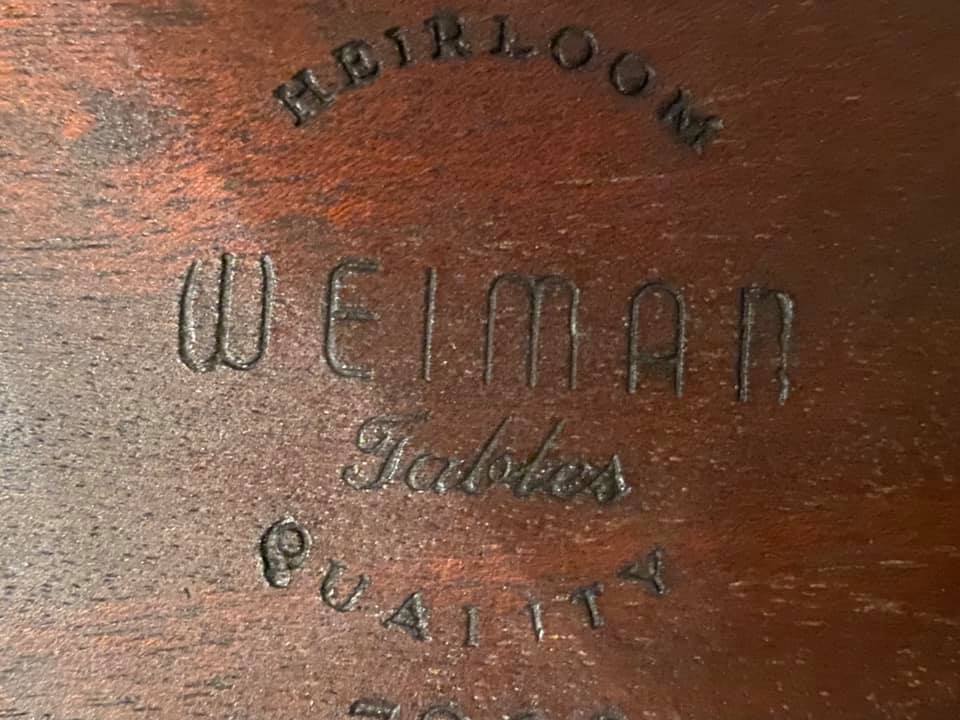 HEIRLOOM
WEIMAN
Tables
QUALITY